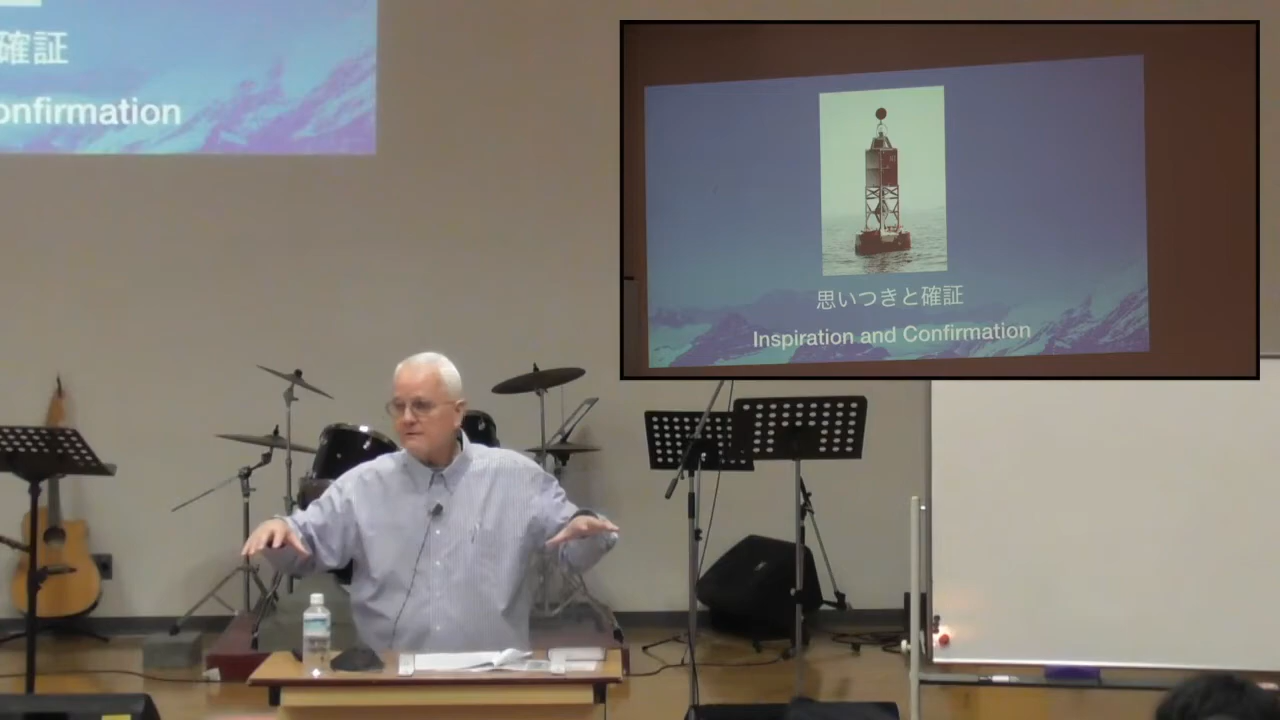 確証
onfirmation
思いつきと確証
Inspiration and Confirmation